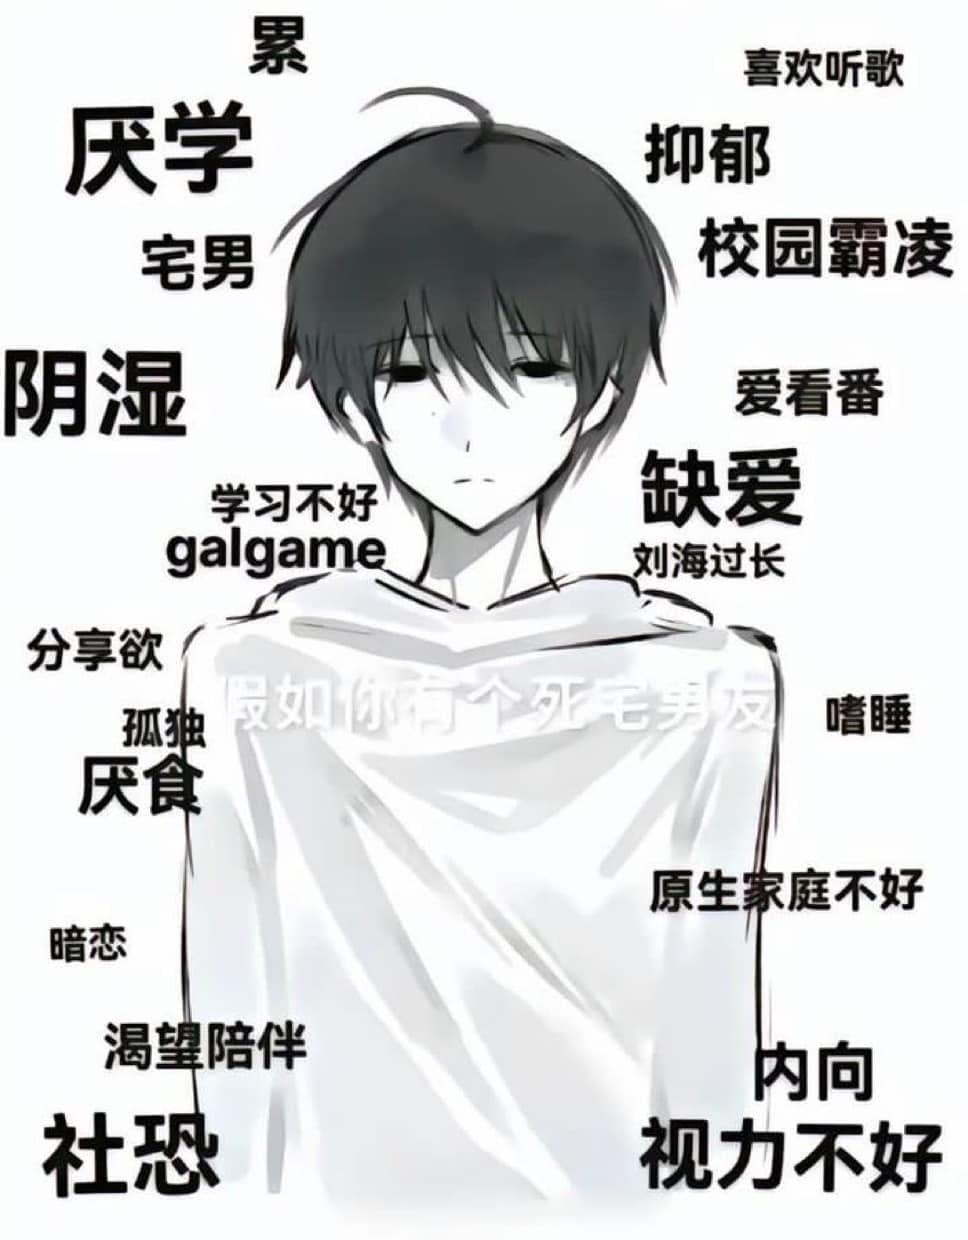 累
喜欢听歌
厌学
抑郁
宅男
校园霸凌
阴湿
爱看番
缺爱
学习不好
galgame
刘海过长
分享欲
假如你有个死宅男友
孤独
嗜睡
厌食
原生家庭不好
暗恋
渴望陪伴
内向
社恐
视力不好